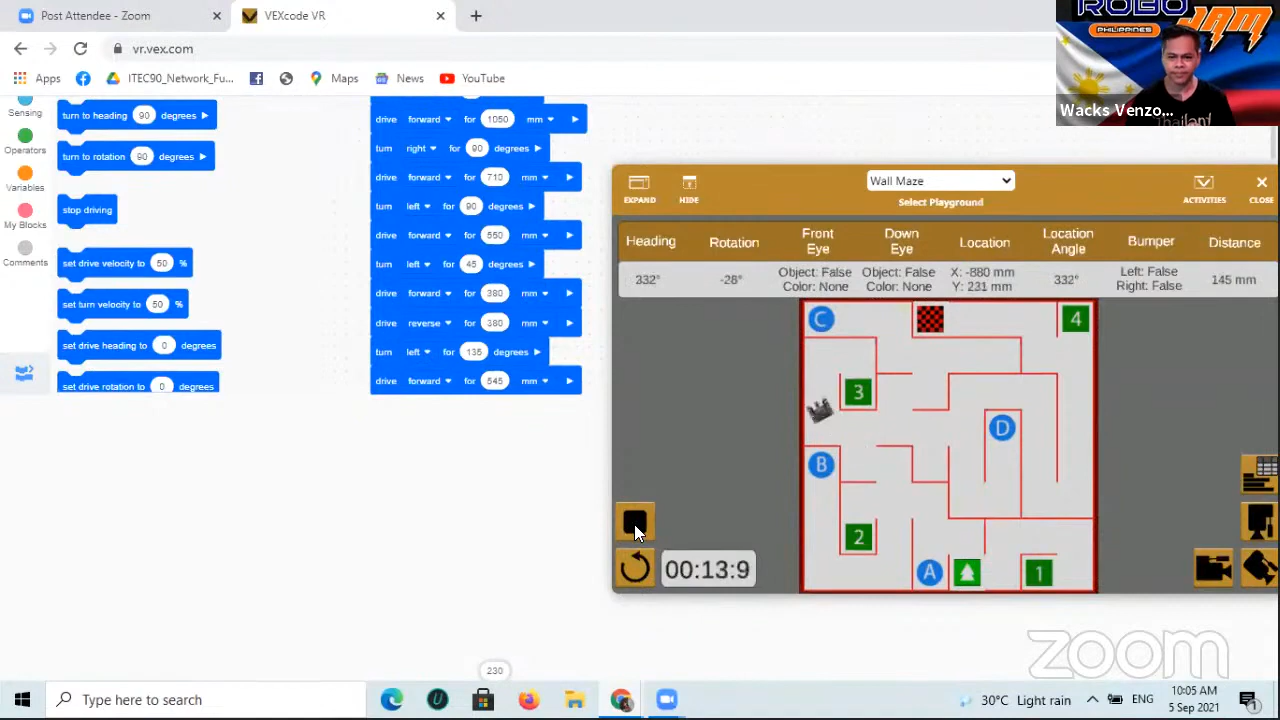 Post Attendee - Zoom
VEXcode VR
vr.vex.com
Apps
ITEC90_Network_Fu...
Maps
News
YouTube
ROBO
JAM
PHILIPPINES
Wacks Venzo...
Thailand
Sensing
Operators
Variables
My Blocks
Comments
turn to heading 90 degrees
turn to rotation 90 degrees
stop driving
set drive velocity to 50 %
set turn velocity to 50 %
set drive heading to 0 degrees
set drive rotation to 0 degrees
drive forward for 1050 mm
turn right for 90 degrees
drive forward for 710 mm
turn left for 90 degrees
drive forward for 550 mm
turn left for 45 degrees
drive forward for 380 mm
drive reverse for 380 mm
turn left for 135 degrees
drive forward for 545 mm
230
EXPAND
HIDE
Wall Maze
Select Playground
ACTIVITIES
CLOSE
Heading Rotation Front Eye Down Eye Location Location Angle Bumper Distance
332° -28° Object: False Object: False X: -880 mm 332° Left: False 145 mm
Color: None Color: None Y: 231 mm Right: False
C
4
3
D
B
2
A
1
00:13:9
zoom
Type here to search
30°C Light rain
ENG
10:05 AM
5 Sep 2021
1